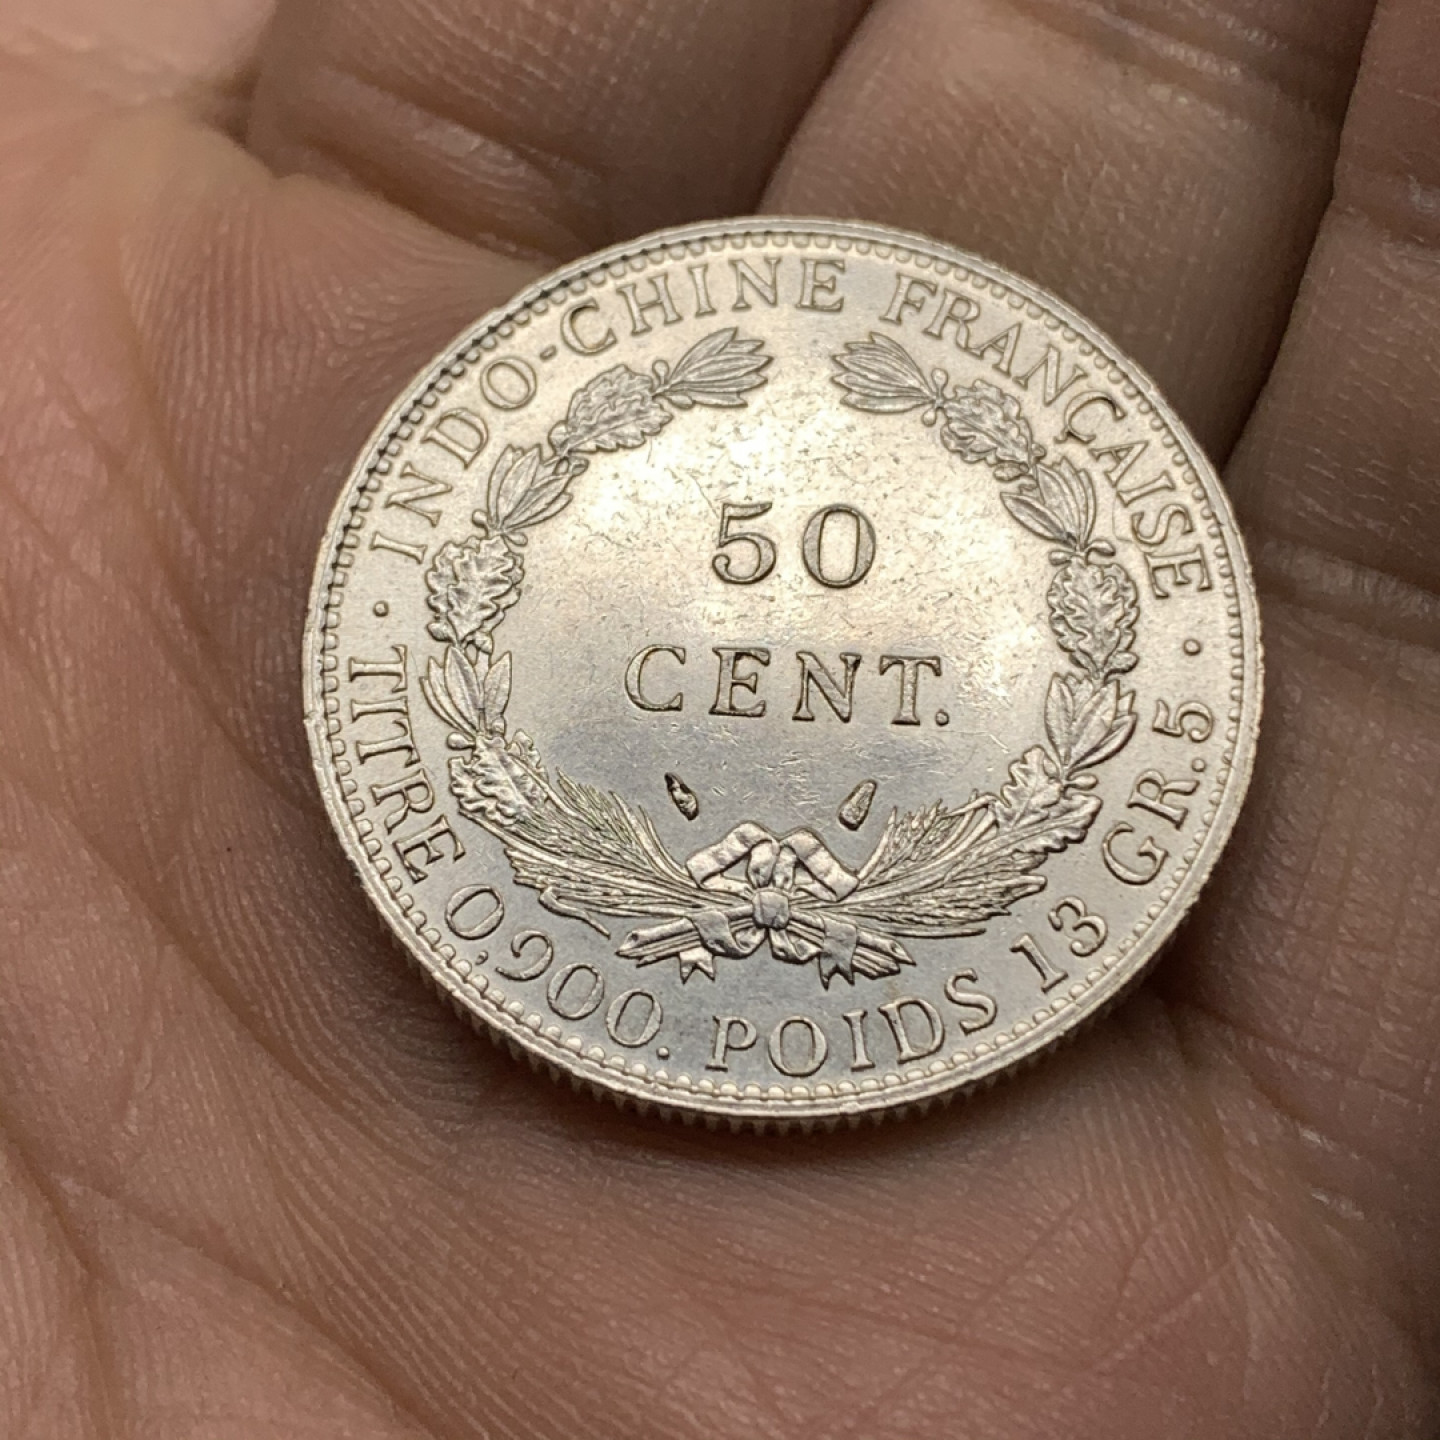 INDO-CHINE FRANÇAISE
50
CENT.
· TITRE 0,900. POIDS 13 GR.5 ·